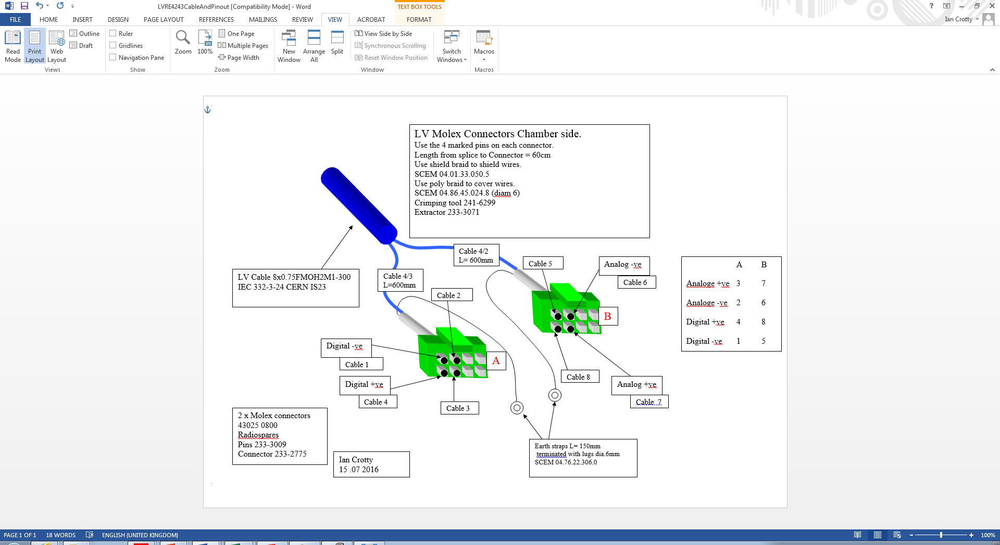 LVRE4243CableAndPinout [Compatibility Mode] - Word
TEXT BOX TOOLS
?
FILE
HOME
INSERT
DESIGN
PAGE LAYOUT
REFERENCES
MAILINGS
REVIEW
VIEW
ACROBAT
FORMAT
Ian Crotty
Read Mode
Print Layout
Web Layout
Outline
Draft
Views
Ruler
Gridlines
Navigation Pane
Show
Zoom
100
100%
One Page
Multiple Pages
Page Width
Zoom
New Window
Arrange All
Split
View Side by Side
Synchronous Scrolling
Reset Window Position
Switch Windows
Window
Macros
Macros
LV Molex Connectors Chamber side.
Use the 4 marked pins on each connector.
Length from splice to Connector = 60cm
Use shield braid to shield wires.
SCEM 04.01.33.050.5
Use poly braid to cover wires.
SCEM 04.86.45.024.8 (diam 6)
Crimping tool 241-6299
Extractor 233-3071
LV Cable 8x0.75FMOH2M1-300
IEC 332-3-24 CERN IS23
Cable 4/2
L= 600mm
Cable 4/3
L=600mm
Cable 5
Analog -ve
Cable 6
Cable 2
B
A B
Analoge +ve 3 7
Analoge -ve 2 6
Digital +ve 4 8
Digital -ve 1 5
Digital -ve
Cable 1
A
Digital +ve
Cable 4
Cable 3
Cable 8
Analog +ve
Cable 7
2 x Molex connectors
43025 0800
Radiospares
Pins 233-3009
Connector 233-2775
Ian Crotty
15 .07 2016
Earth straps L= 150mm
terminated with lugs dia.6mm
SCEM 04.76.22.306.0
PAGE 1 OF 1
18 WORDS
ENGLISH (UNITED KINGDOM)
100%